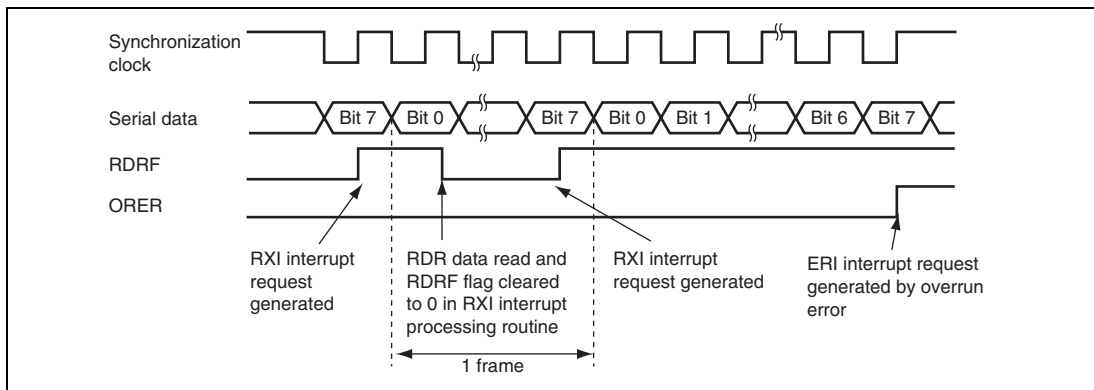 Synchronization
clock
Serial data
Bit 7
Bit 0
Bit 7
Bit 0
Bit 1
Bit 6
Bit 7
RDRF
ORER
RXI interrupt
request
generated
RDR data read and
RDRF flag cleared
to 0 in RXI interrupt
processing routine
RXI interrupt
request generated
ERI interrupt request
generated by overrun
error
1 frame